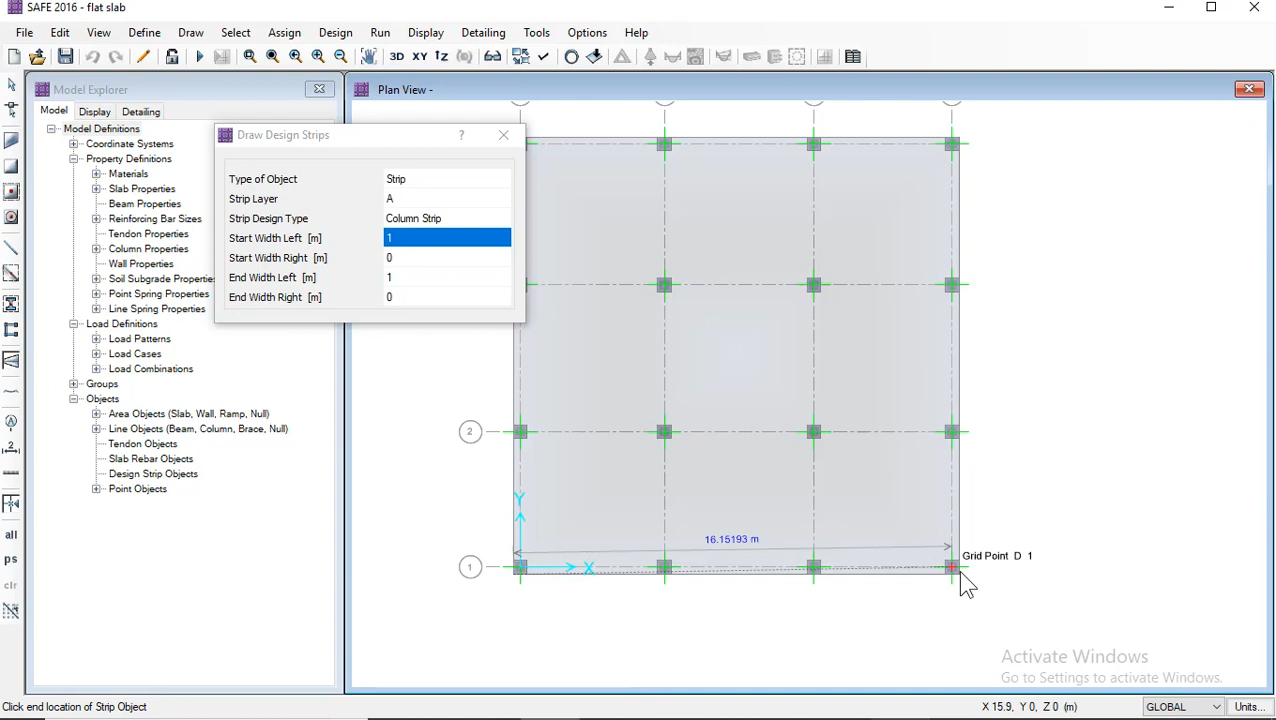 SAFE 2016 - flat slab
File Edit View Define Draw Select Assign Design Run Display Detailing Tools Options Help
3D XY
Model Explorer
Plan View -
Model Display Detailing
Model Definitions
Coordinate Systems
Property Definitions
Materials
Slab Properties
Beam Properties
Reinforcing Bar Sizes
Tendon Properties
Column Properties
Wall Properties
Soil Subgrade Properties
Point Spring Properties
Line Spring Properties
Load Definitions
Load Patterns
Load Cases
Load Combinations
Groups
Objects
Area Objects (Slab, Wall, Ramp, Null)
Line Objects (Beam, Column, Brace, Null)
Tendon Objects
Slab Rebar Objects
Design Strip Objects
Point Objects
Draw Design Strips ?
Type of Object Strip
Strip Layer A
Strip Design Type Column Strip
Start Width Left [m] 1
Start Width Right [m] 0
End Width Left [m] 1
End Width Right [m] 0
2
Y
16.15193 m
Grid Point D 1
1
X
all
ps
clr
Activate Windows
Go to Settings to activate Windows.
Click end location of Strip Object
X 15.9, Y 0, Z 0 (m)
GLOBAL
Units...